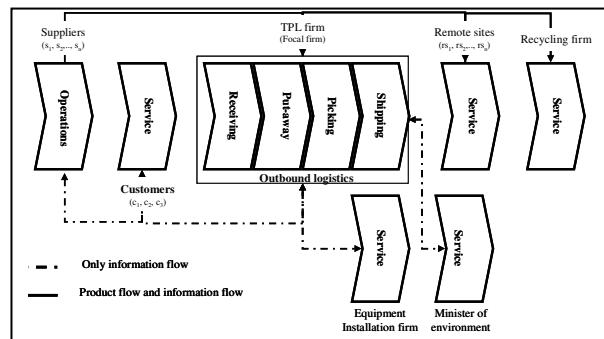 Suppliers
(s1, s2,.., sn)
TPL firm
(Focal firm)
Remote sites
(rs1, rs2,.., rsn)
Recycling firm
Operations
Service
Receiving
Put-away
Picking
Shipping
Service
Service
Outbound logistics
Customers
(c1, c2, c3)
Service
Service
Only information flow
Product flow and information flow
Equipment
Installation firm
Minister of
environment